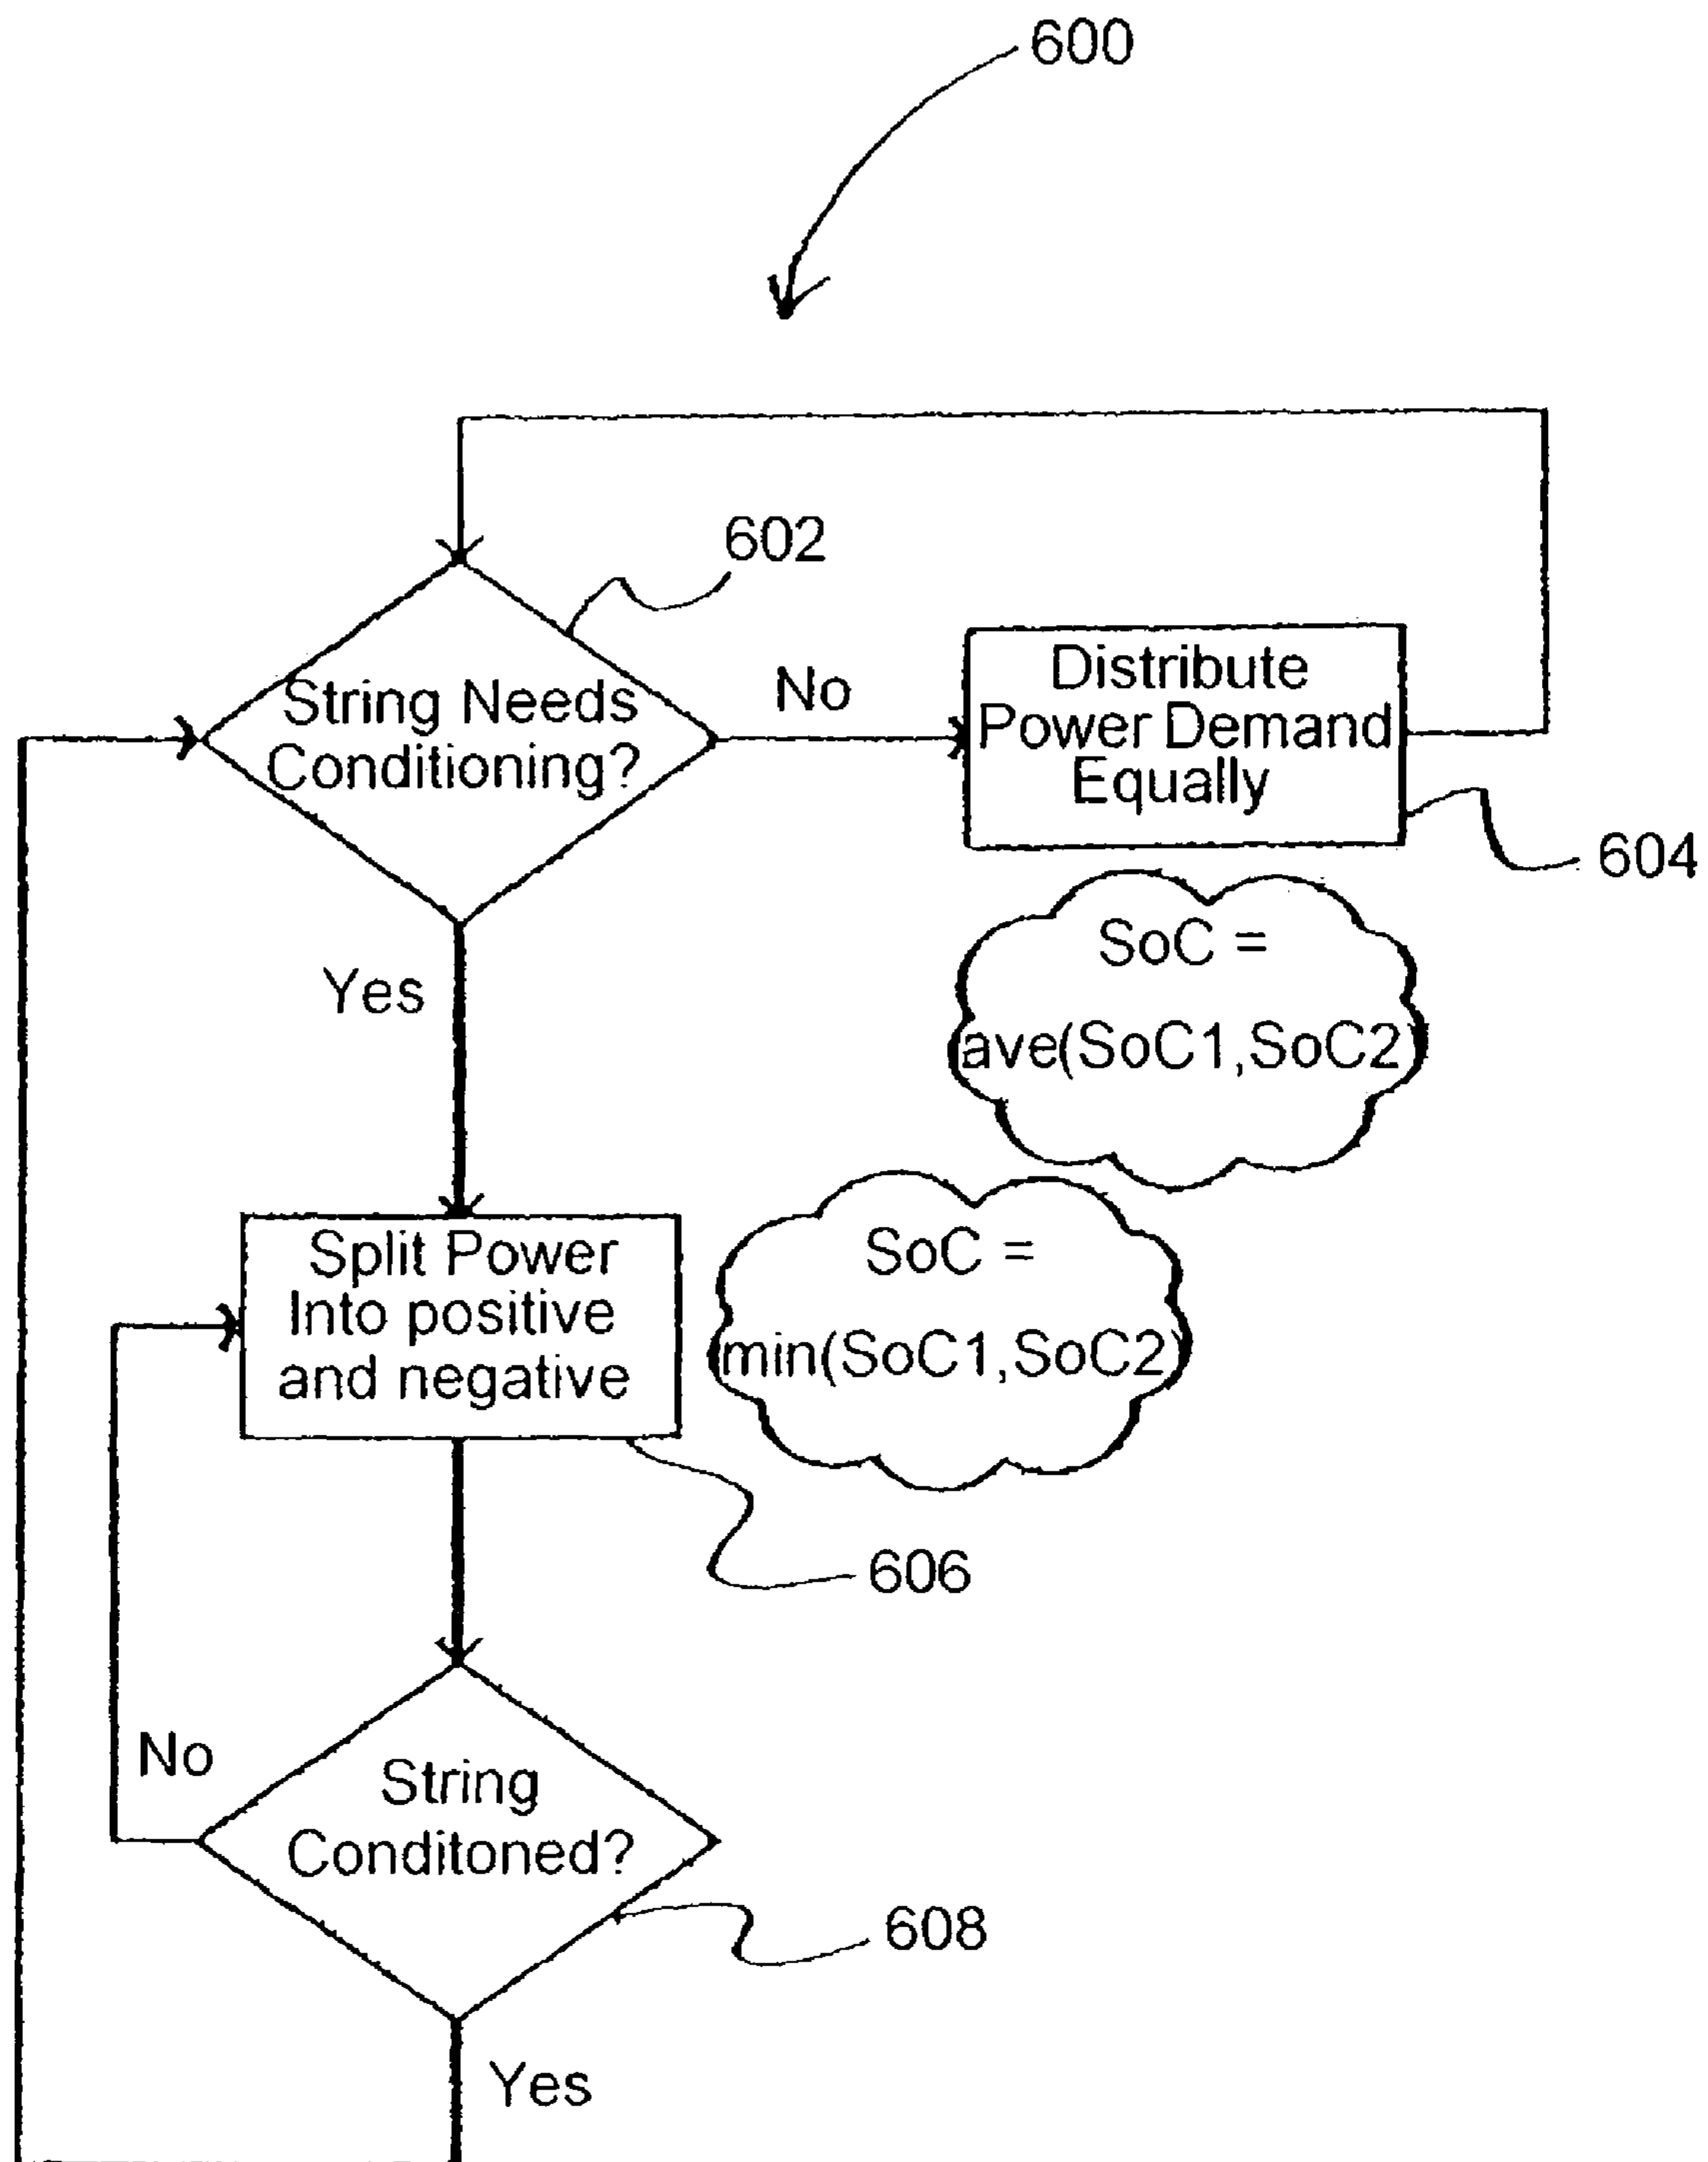 600
602
String Needs
Conditioning?
No
Distribute
Power Demand
Equally
604
SoC =
ave(SoC1,SoC2)
Yes
Split Power
Into positive
and negative
SoC =
min(SoC1,SoC2)
606
No
String
Conditoned?
608
Yes